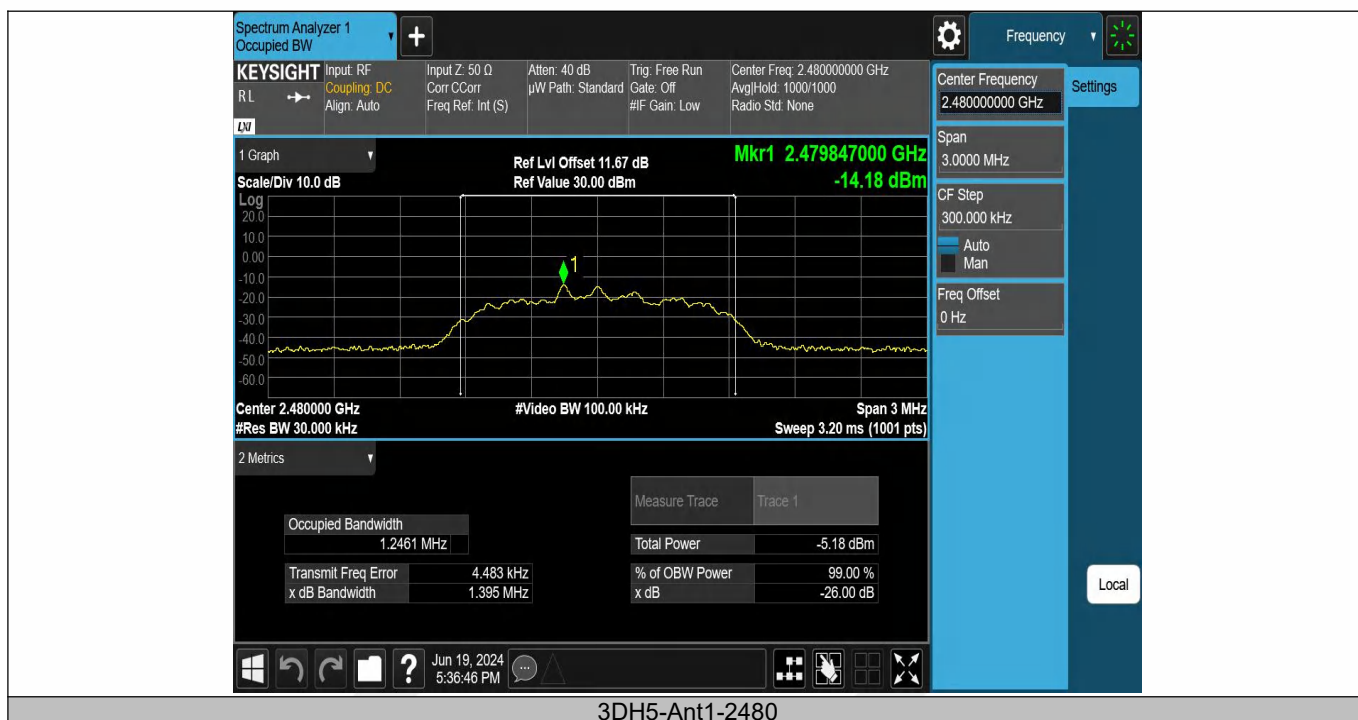 Spectrum Analyzer 1
Occupied BW
Frequency
KEYSIGHT
RL
LXI
Input: RF
Coupling: DC
Align: Auto
Input Z: 50 Ω
Corr CCorr
Freq Ref: Int (S)
Atten: 40 dB
µW Path: Standard
Trig: Free Run
Gate: Off
#IF Gain: Low
Center Freq: 2.480000000 GHz
Avg|Hold: 1000/1000
Radio Std: None
Center Frequency
2.480000000 GHz
Settings
Span
3.0000 MHz
CF Step
300.000 kHz
Auto
Man
Freq Offset
0 Hz
1 Graph
Scale/Div 10.0 dB
Ref Lvl Offset 11.67 dB
Ref Value 30.00 dBm
Mkr1 2.479847000 GHz
-14.18 dBm
Log
20.0
10.0
0.00
-10.0
-20.0
-30.0
-40.0
-50.0
-60.0
1
Center 2.480000 GHz
#Res BW 30.000 kHz
#Video BW 100.00 kHz
Span 3 MHz
Sweep 3.20 ms (1001 pts)
2 Metrics
Measure Trace Trace 1
Occupied Bandwidth
1.2461 MHz
Total Power -5.18 dBm
Transmit Freq Error 4.483 kHz
% of OBW Power 99.00 %
x dB Bandwidth 1.395 MHz
x dB -26.00 dB
Local
?
Jun 19, 2024
5:36:46 PM
3DH5-Ant1-2480